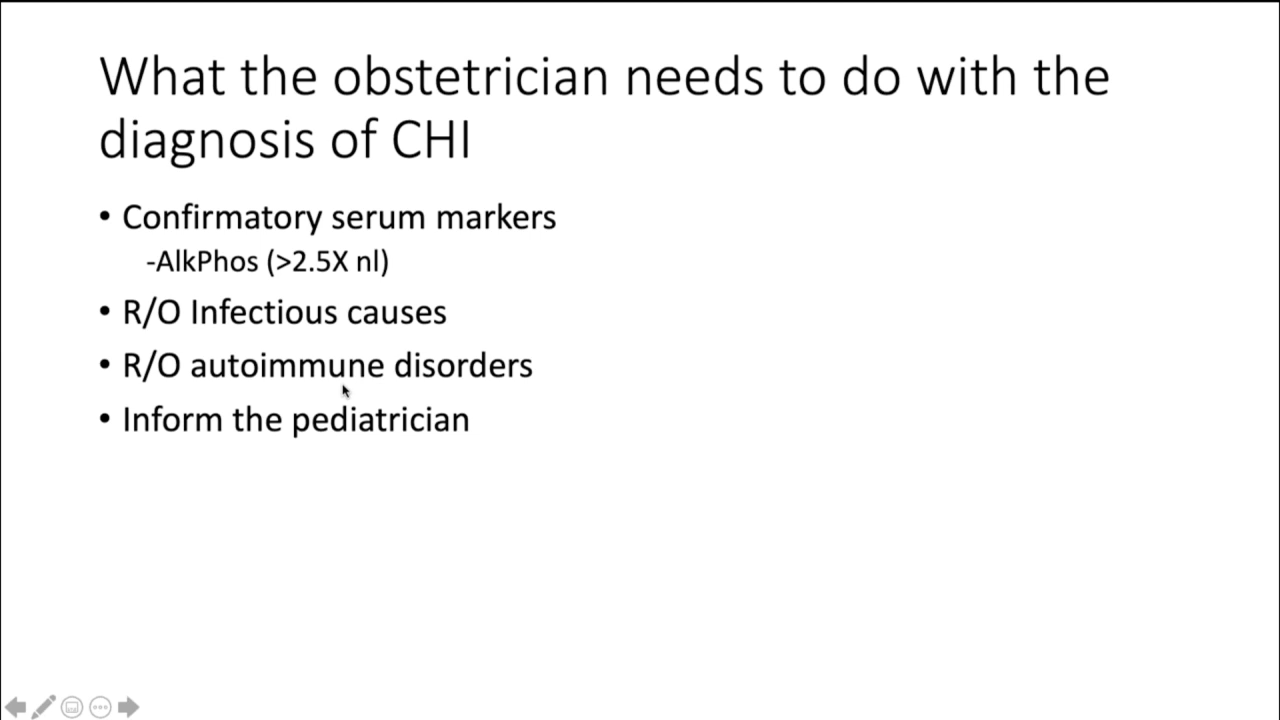 What the obstetrician needs to do with the
diagnosis of CHI
• Confirmatory serum markers
-AlkPhos (>2.5X nl)
• R/O Infectious causes
• R/O autoimmune disorders
• Inform the pediatrician